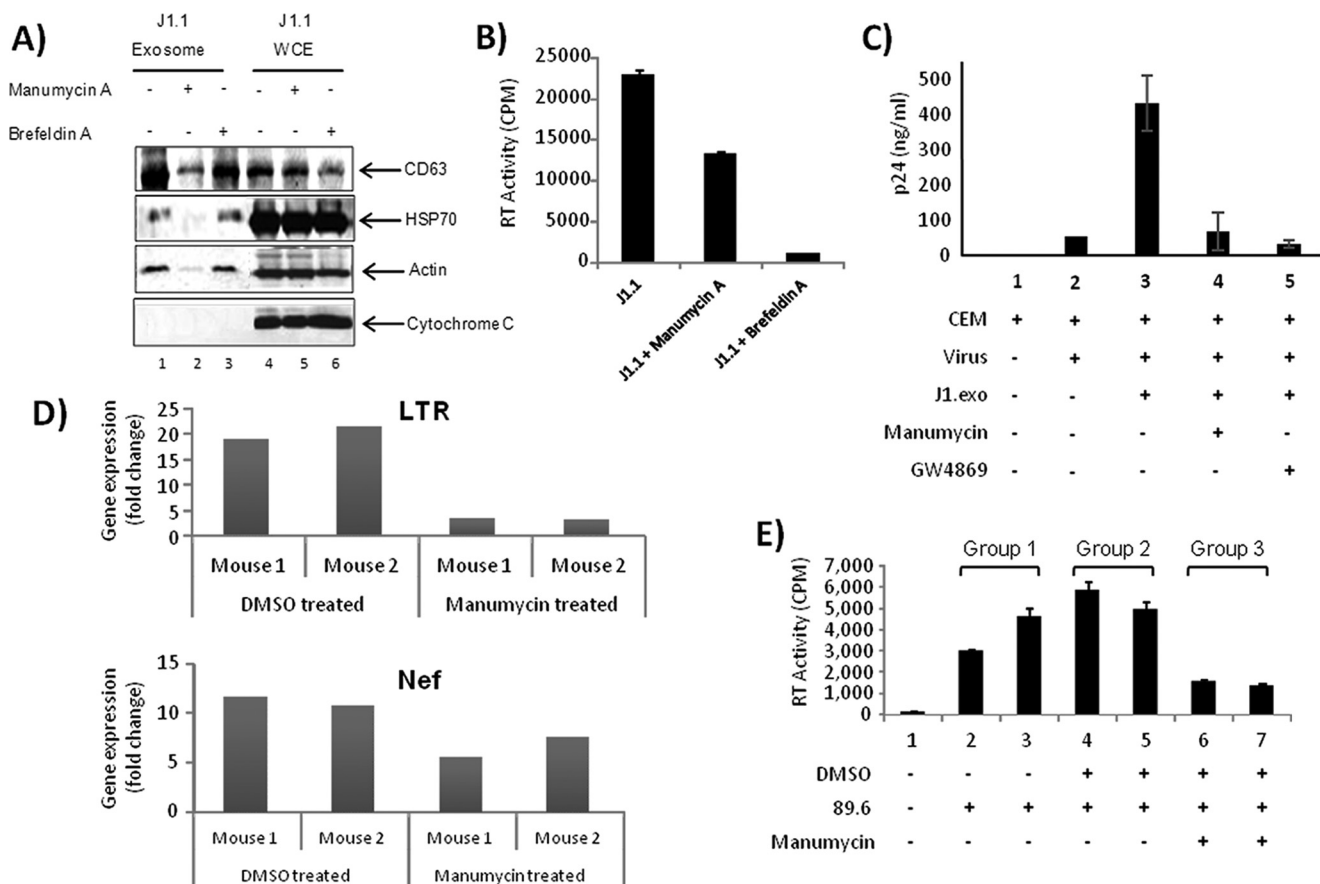 A)
J1.1 J1.1
Exosome WCE
Manumycin A - + - - + -
Brefeldin A - - + - - +
CD63
HSP70
Actin
Cytochrome C
1 2 3 4 5 6
B)
RT Activity (CPM)
25000
20000
15000
10000
5000
0
J1.1
J1.1 + Manumycin A
J1.1 + Brefeldin A
C)
p24 (ng/ml)
500
400
300
200
100
0
1 2 3 4 5
CEM + + + + +
Virus - + + + +
J1.exo - - + + +
Manumycin - - - + -
GW4869 - - - - +
D)
LTR
Gene expression
(fold change)
25
20
15
10
5
0
Mouse 1 Mouse 2 Mouse 1 Mouse 2
DMSO treated Manumycin treated
Nef
Gene expression
(fold change)
15
10
5
0
Mouse 1 Mouse 2 Mouse 1 Mouse 2
DMSO treated Manumycin treated
E)
Group 1 Group 2 Group 3
RT Activity (CPM)
7,000
6,000
5,000
4,000
3,000
2,000
1,000
0
1 2 3 4 5 6 7
DMSO - - - + + + +
89.6 - + + + + + +
Manumycin - - - - - + +